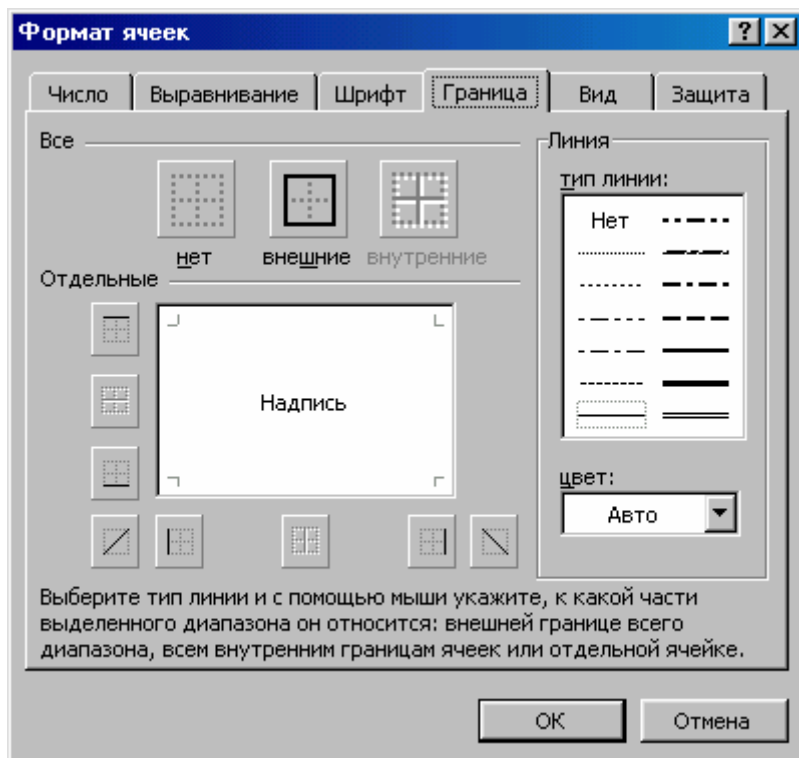 Формат ячеек
Число
Выравнивание
Шрифт
Граница
Вид
Защита
Все
нет
внешние
внутренние
Отдельные
Надпись
Линия
тип линии:
Нет
цвет:
Авто
Выберите тип линии и с помощью мыши укажите, к какой части
выделенного диапазона он относится: внешней границе всего
диапазона, всем внутренним границам ячеек или отдельной ячейке.
ОК
Отмена